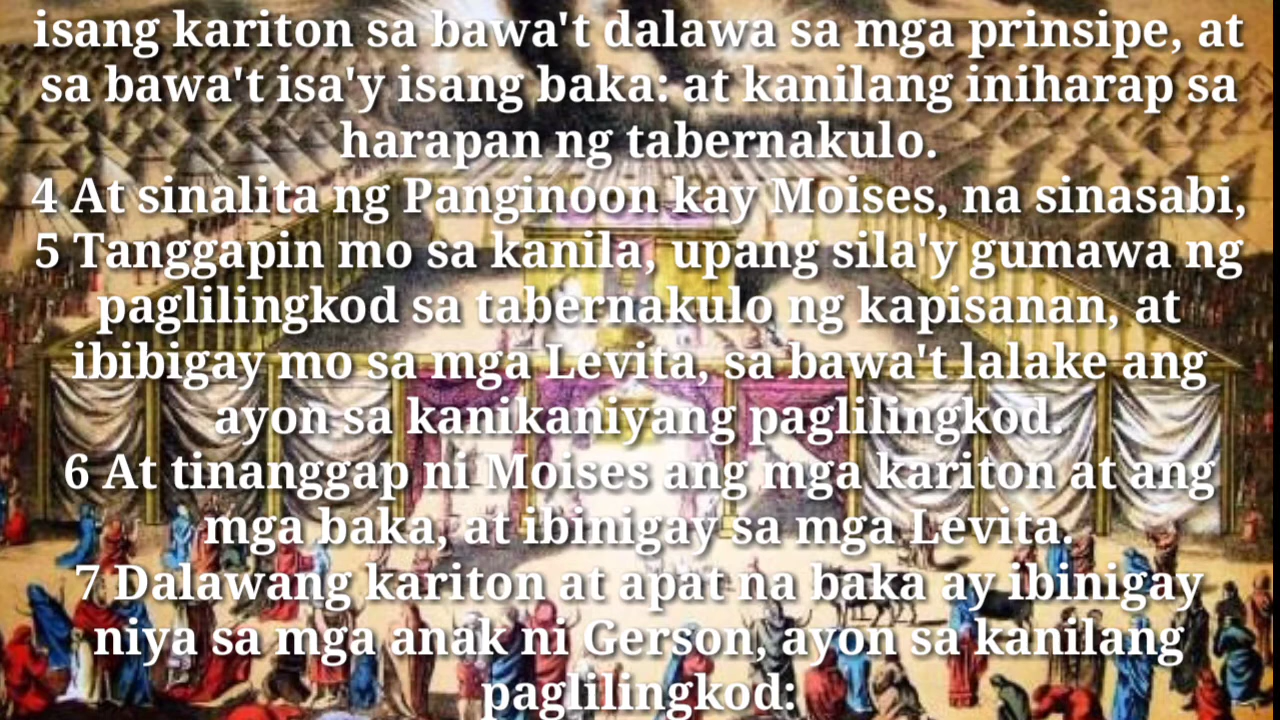 isang kariton sa bawa't dalawa sa mga prinsipe, at
sa bawa't isa'y isang baka: at kanilang iniharap sa
harapan ng tabernakulo.
4 At sinalita ng Panginoon kay Moises, na sinasabi,
5 Tanggapin mo sa kanila, upang sila'y gumawa ng
paglilingkod sa tabernakulo ng kapisanan, at
ibibigay mo sa mga Levita, sa bawa't lalake ang
ayon sa kanikaniyang paglilingkod.
6 At tinanggap ni Moises ang mga kariton at ang
mga baka, at ibinigay sa mga Levita.
7 Dalawang kariton at apat na baka ay ibinigay
niya sa mga anak ni Gerson, ayon sa kanilang
paglilingkod: